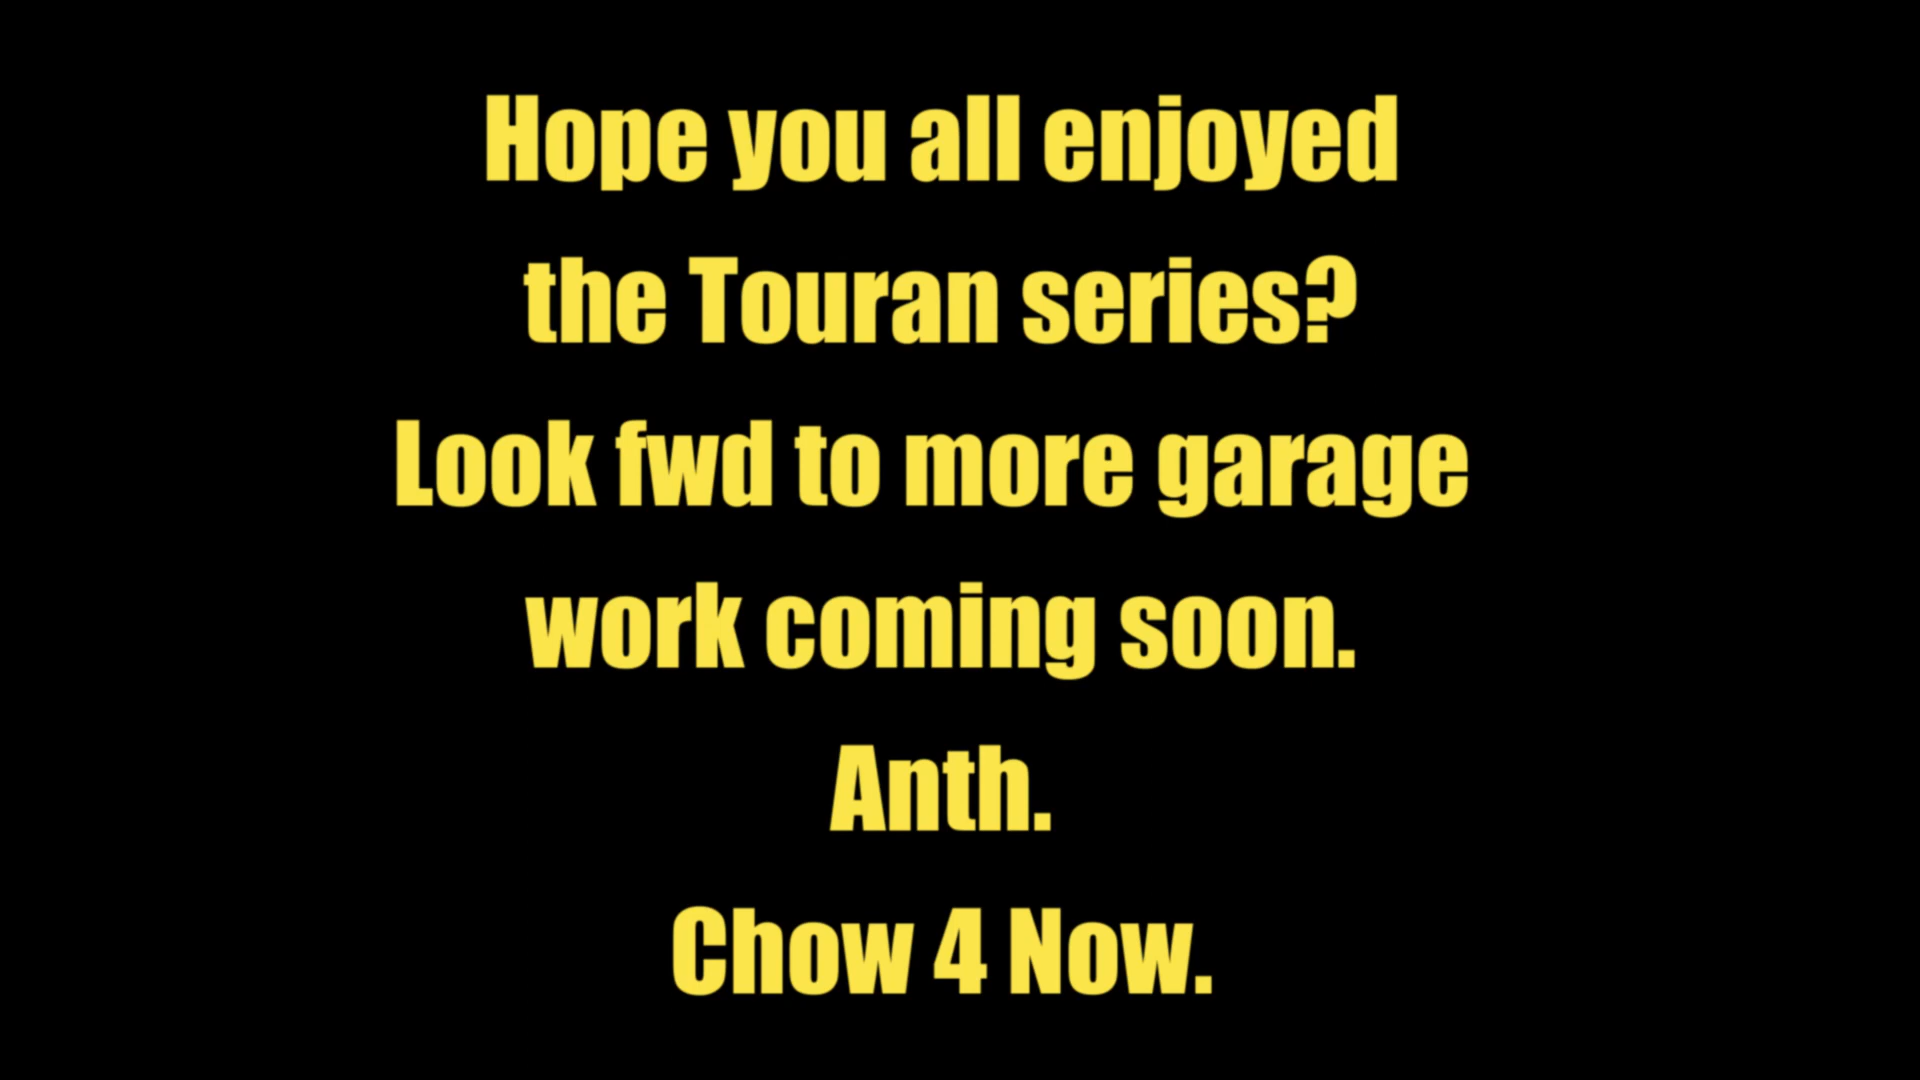 Hope you all enjoyed
the Touran series?
Look fwd to more garage
work coming soon.
Anth.
Chow 4 Now.